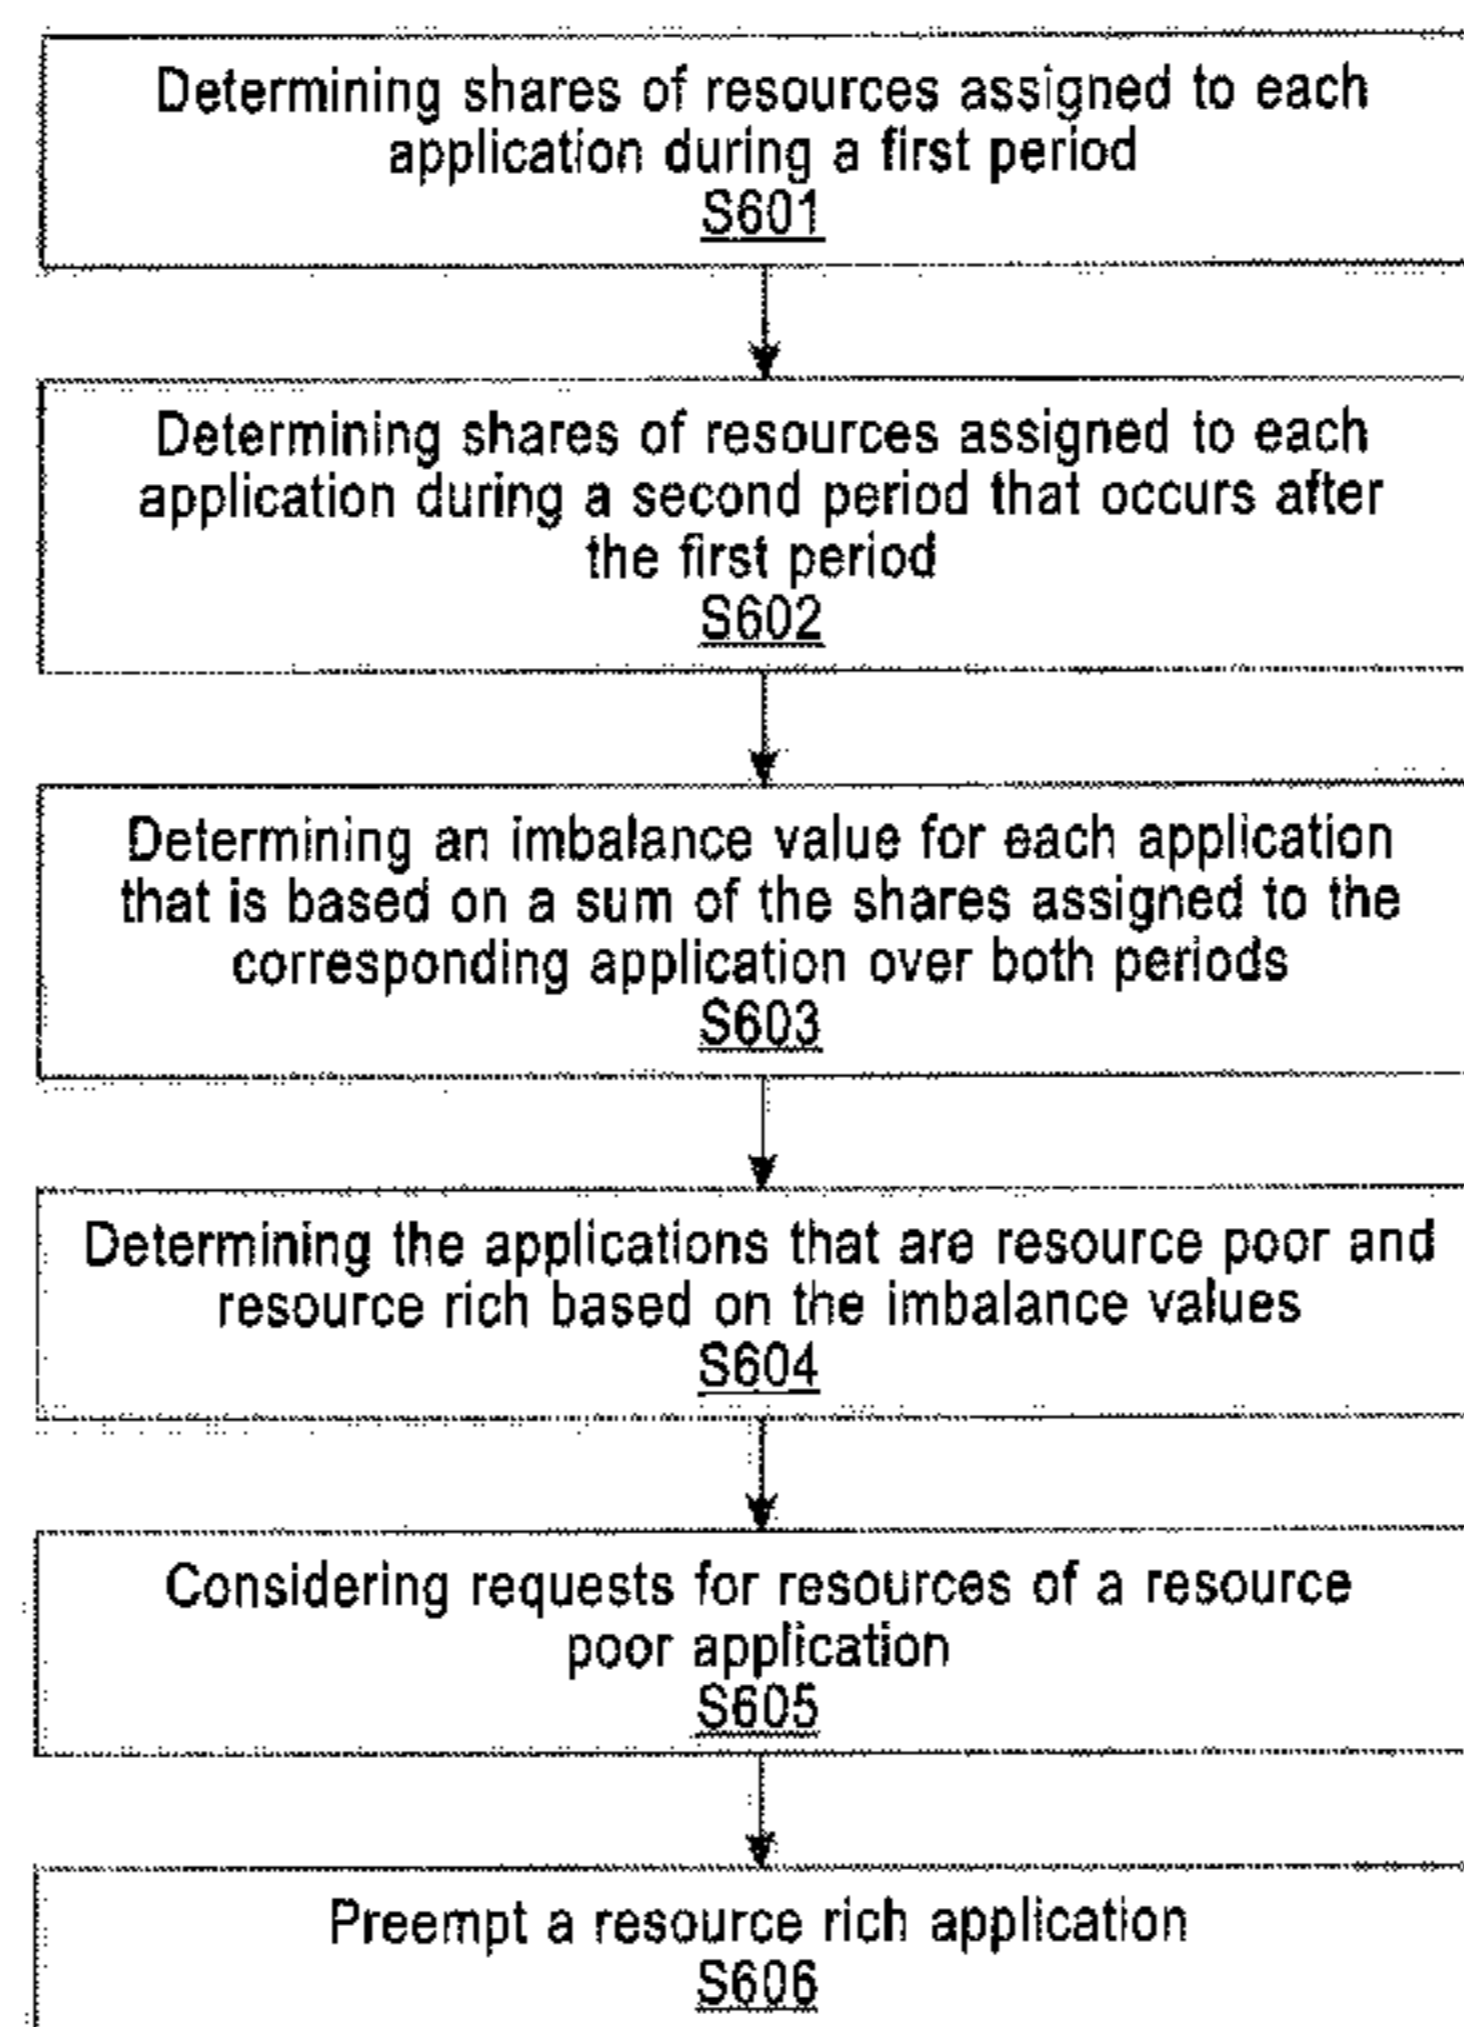 Determining shares of resources assigned to each
application during a first period
S601
Determining shares of resources assigned to each
application during a second period that occurs after
the first period
S602
Determining an imbalance value for each application
that is based on a sum of the shares assigned to the
corresponding application over both periods
S603
Determining the applications that are resource poor and
resource rich based on the imbalance values
S604
Considering requests for resources of a resource
poor application
S605
Preempt a resource rich application
S606